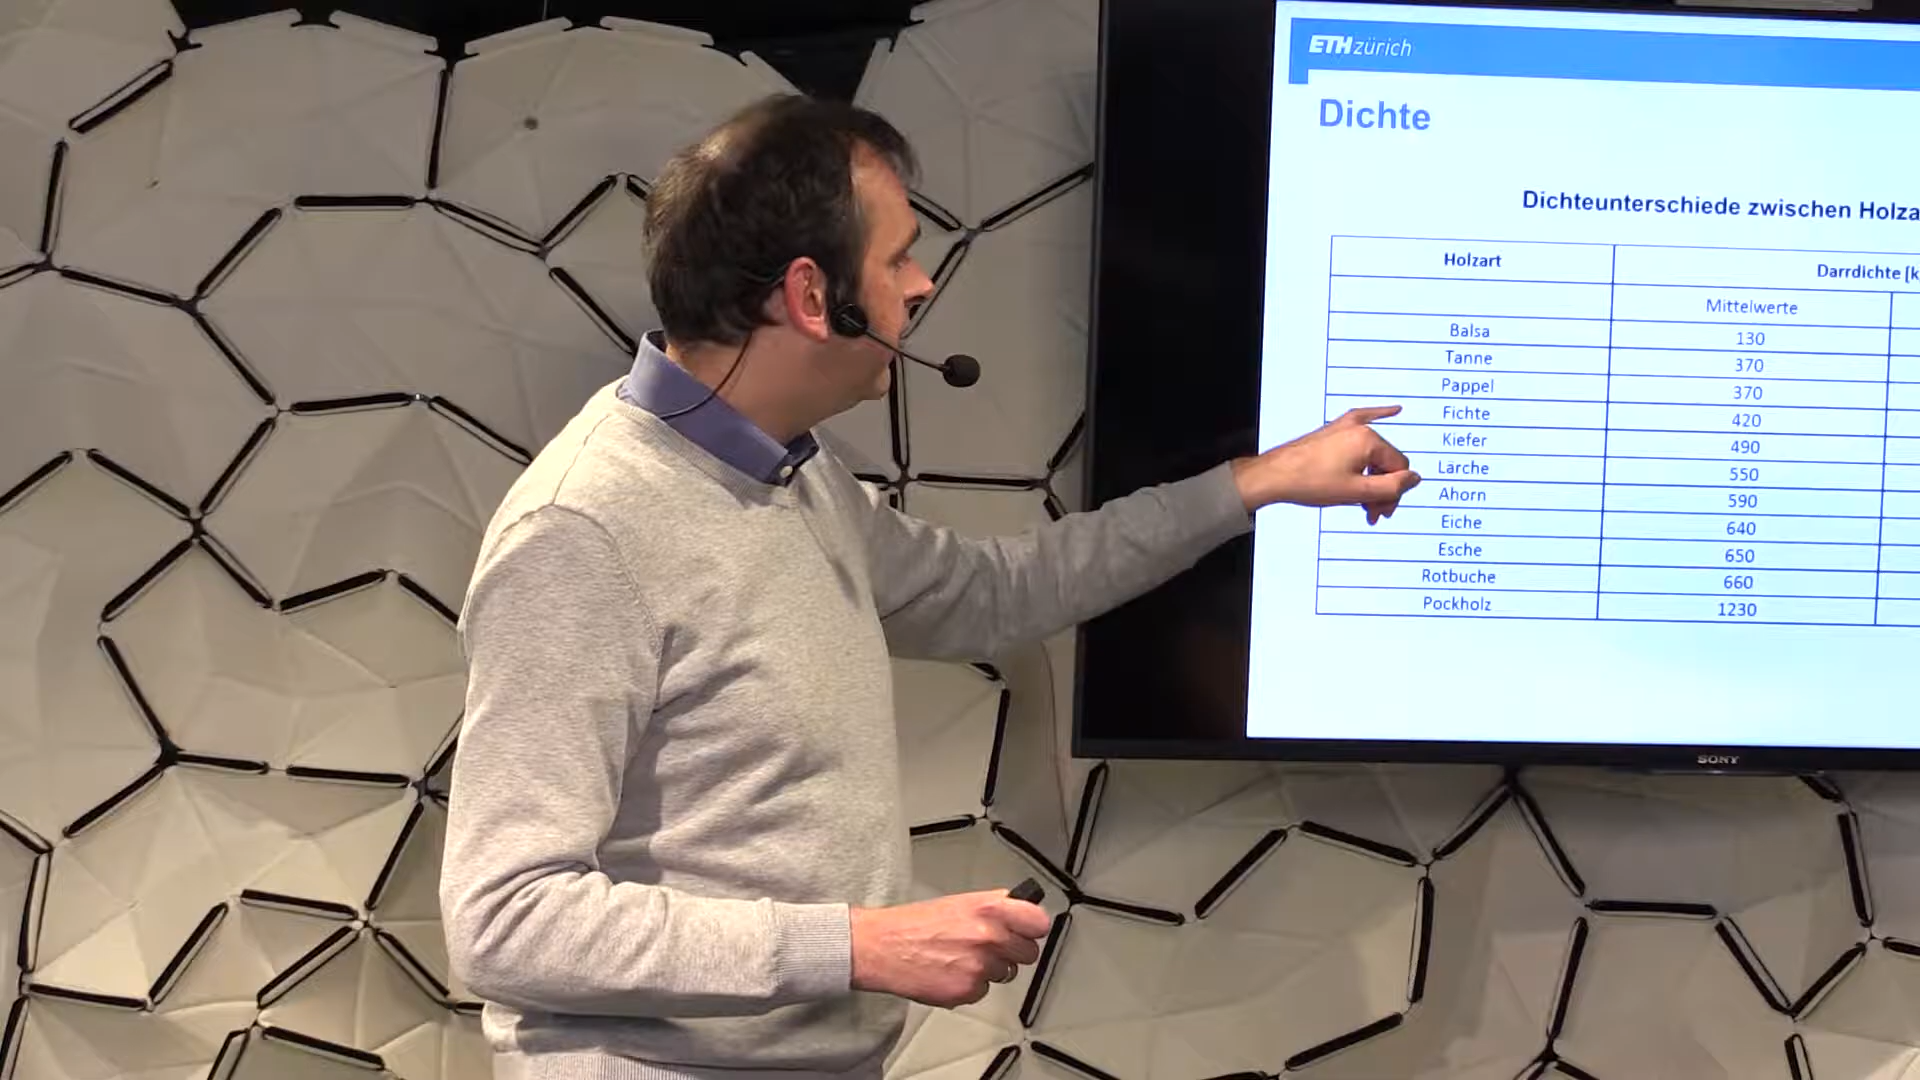 ETH zürich
Dichte
Dichteunterschiede zwischen
Holzart Darrdichte
Mittelwerte
Balsa 130
Tanne 370
Pappel 370
Fichte 420
Kiefer 490
Lärche 550
Ahorn 590
Eiche 640
Esche 650
Rotbuche 660
Pockholz 1230
SONY